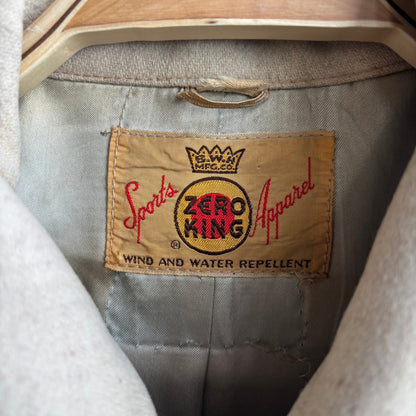 B.W.H
MFG.CO.
Sports Apparel
ZERO
KING
®
WIND AND WATER REPELLENT